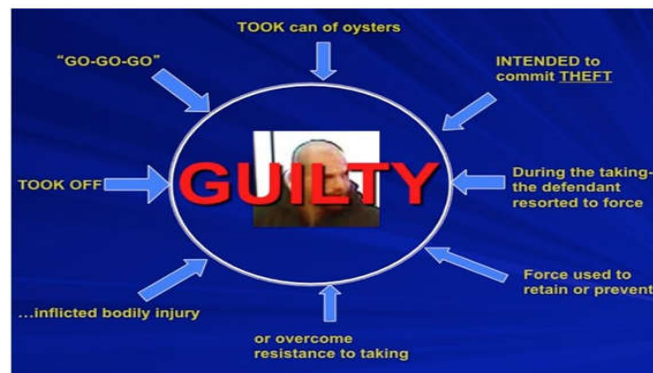 TOOK can of oysters
"GO-GO-GO"
INTENDED to
commit THEFT
TOOK OFF
GUILTY
During the taking-
the defendant
resorted to force
Force used to
retain or prevent
...inflicted bodily injury
or overcome
resistance to taking